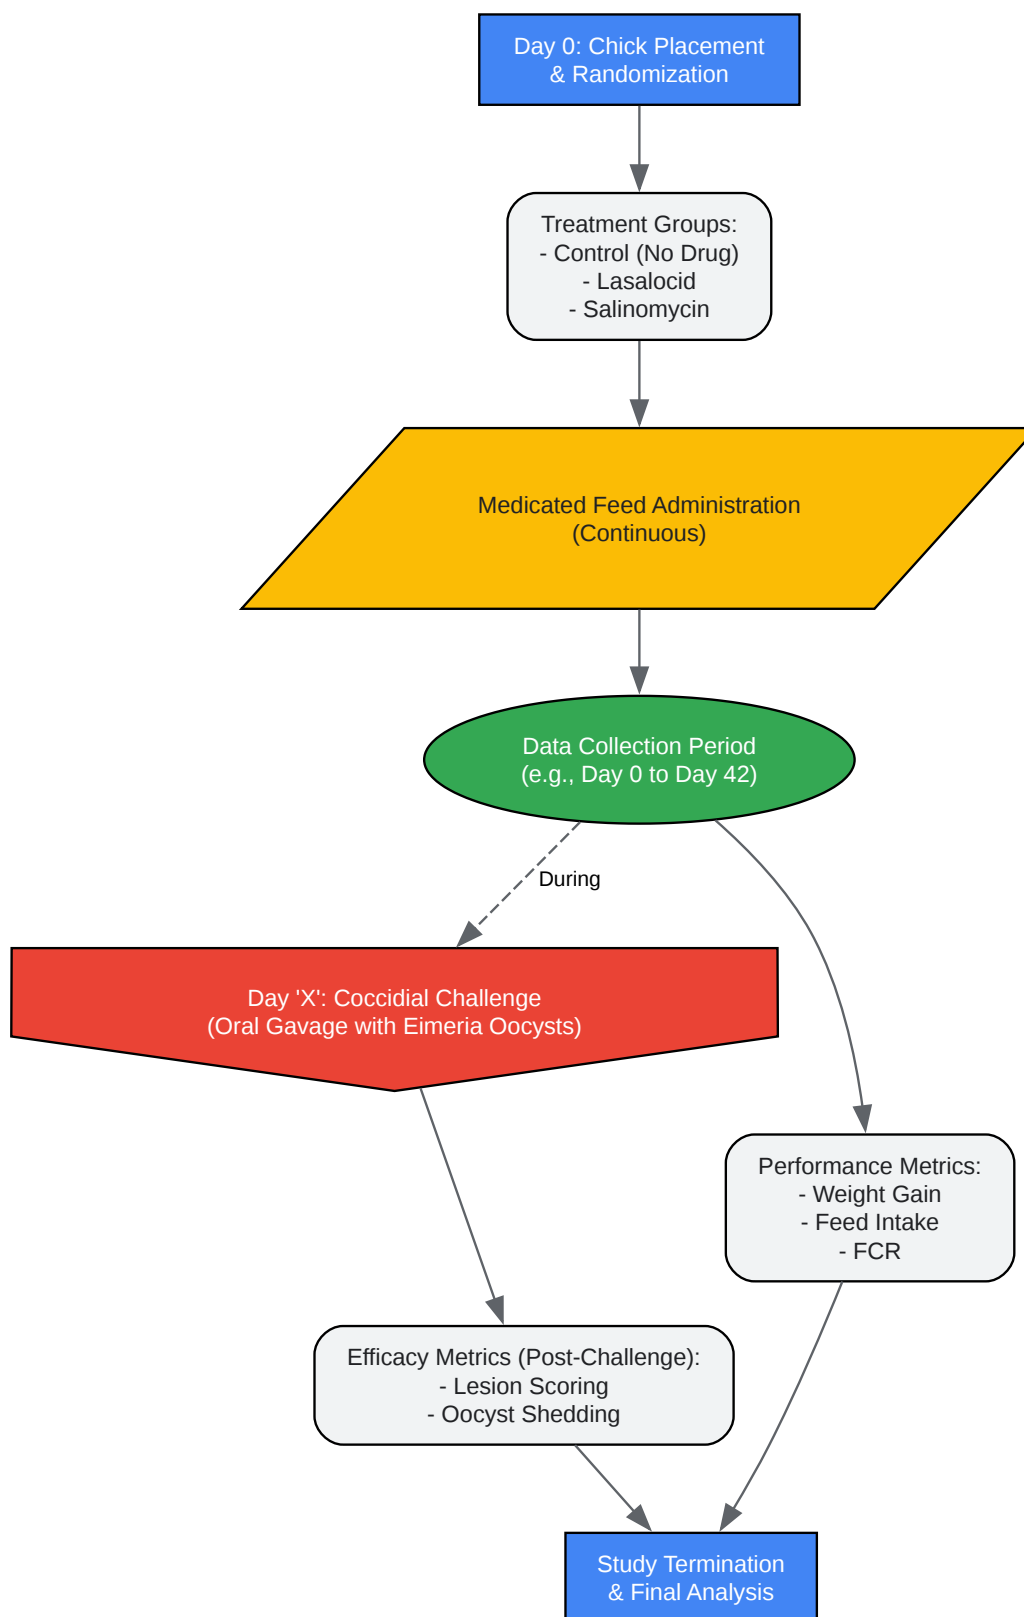 Day 0: Chick Placement
& Randomization
Treatment Groups:
- Control (No Drug)
- Lasalocid
- Salinomycin
Medicated Feed Administration
(Continuous)
Data Collection Period
(e.g., Day 0 to Day 42)
During
Day 'X': Coccidial Challenge
(Oral Gavage with Eimeria Oocysts)
Performance Metrics:
- Weight Gain
- Feed Intake
- FCR
Efficacy Metrics (Post-Challenge):
- Lesion Scoring
- Oocyst Shedding
Study Termination
& Final Analysis